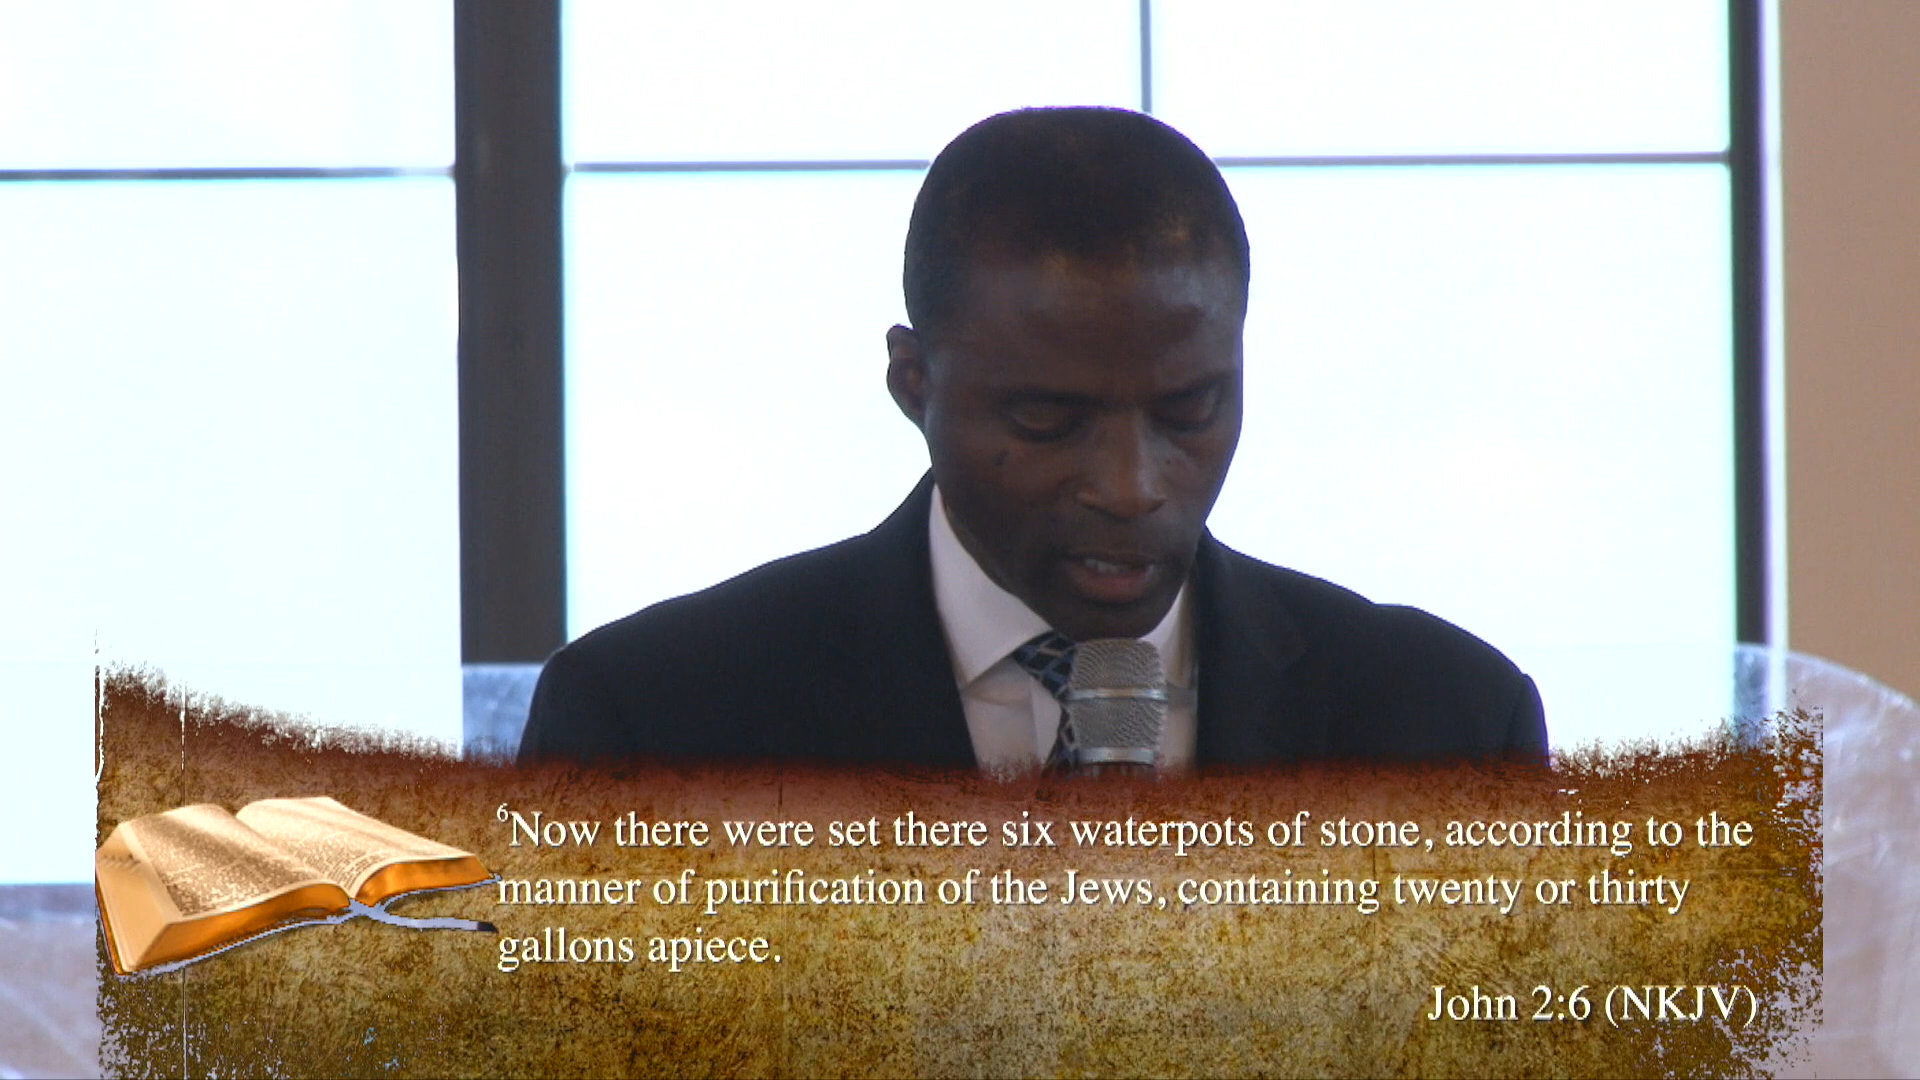 ⁶Now there were set there six waterpots of stone, according to the
manner of purification of the Jews, containing twenty or thirty
gallons apiece.
John 2:6 (NKJV)